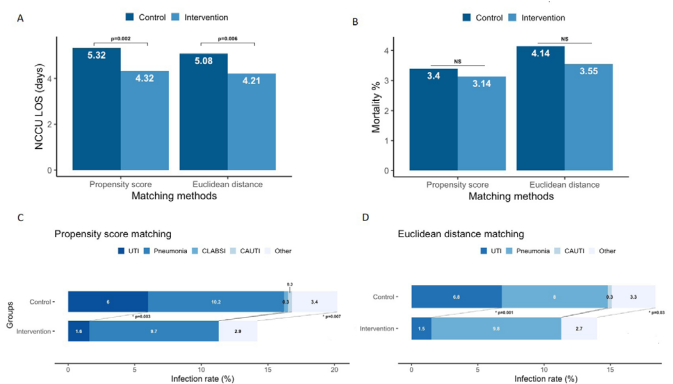 A
Control Intervention
p=0.002
p=0.006
5.32
4.32
5.08
4.21
NCCU LOS (days)
4
2
0
Propensity score
Euclidean distance
Matching methods
B
Control Intervention
NS
NS
3.4
3.14
4.14
3.55
Mortality %
4
3
2
1
0
Propensity score
Euclidean distance
Matching methods
C
Propensity score matching
UTI Pneumonia CLABSI CAUTI Other
Groups
Control
6 10.2 0.3 0.3 3.4
* p=0.003
* p=0.007
Intervention
1.6 9.7 2.9
0 5 10 15 20
Infection rate (%)
D
Euclidean distance matching
UTI Pneumonia CAUTI Other
Control
6.8 8 0.3 3.3
* p=0.001
* p=0.03
Intervention
1.5 9.8 2.7
0 5 10 15
Infection rate (%)